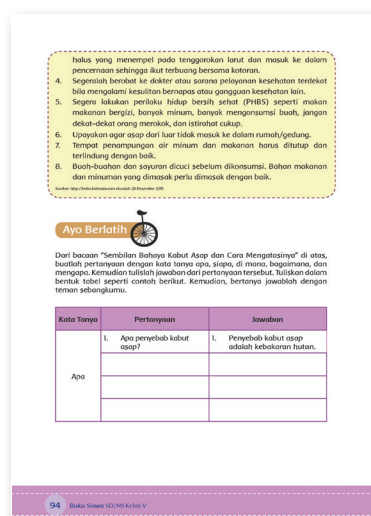 halus yang menempel pada tenggorokan larut dan masuk ke dalam
pencernaan sehingga ikut terbuang bersama kotoran.
4. Segeralah berobat ke dokter atau sarana pelayanan kesehatan terdekat
bila mengalami kesulitan bernapas atau gangguan kesehatan lain.
5. Segera lakukan perilaku hidup bersih sehat (PHBS) seperti makan
makanan bergizi, banyak minum, banyak mengonsumsi buah, jangan
dekat-dekat orang merokok, dan istirahat cukup.
6. Upayakan agar asap dari luar tidak masuk ke dalam rumah/gedung.
7. Tempat penampungan air minum dan makanan harus ditutup dan
terlindung dengan baik.
8. Buah-buahan dan sayuran dicuci sebelum dikonsumsi. Bahan makanan
dan minuman yang dimasak perlu dimasak dengan baik.
Ayo Berlatih
Dari bacaan "Sembilan Bahaya Kabut Asap dan Cara Mengatasinya" di atas,
buatlah pertanyaan dengan kata tanya apa, siapa, di mana, bagaimana, dan
mengapa. Kemudian tulislah jawaban dari pertanyaan tersebut. Tuliskan dalam
bentuk tabel seperti contoh berikut. Kemudian, bertanya jawablah dengan
teman sebangkumu.
Kata Tanya Pertanyaan Jawaban
Apa
1. Apa penyebab kabut
asap?
1. Penyebab kabut asap
adalah kebakaran hutan.
94 Buku Siswa SD/MI Kelas V